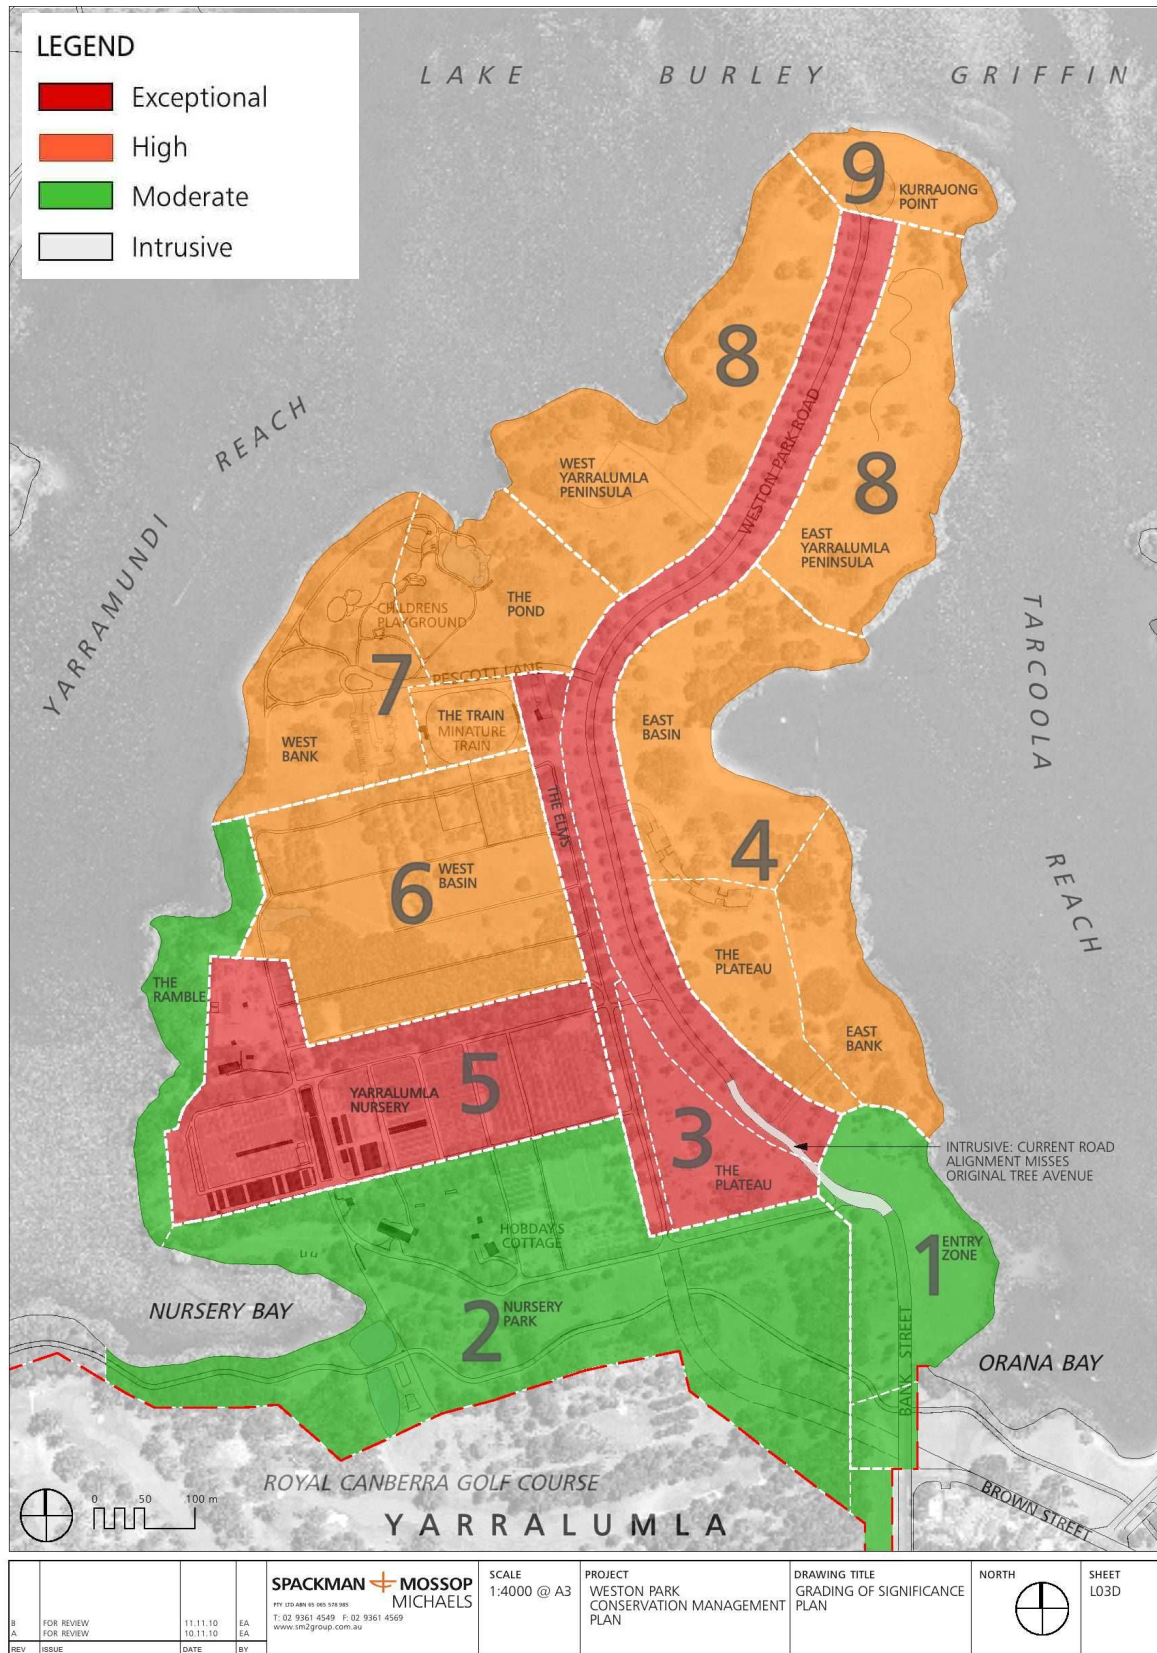 LEGEND
Exceptional
High
Moderate
Intrusive
LAKE BURLEY GRIFFIN
9
KURRAJONG
POINT
8
REACH
WESTON PARK ROAD
WEST
YARRALUMLA
PENINSULA
8
EAST
YARRALUMLA
PENINSULA
YARRAMUNDI
THE
POND
CHILDRENS
PLAYGROUND
TARCOOLA
7
PESCOTT LANE
THE TRAIN
MINATURE
TRAIN
WEST
BANK
EAST
BASIN
THE ELMS
4
6
WEST
BASIN
REACH
THE
PLATEAU
THE
RAMBLE
EAST
BANK
5
YARRALUMLA
NURSERY
3
THE
PLATEAU
INTRUSIVE: CURRENT ROAD
ALIGNMENT MISSES
ORIGINAL TREE AVENUE
HOBDAY'S
COTTAGE
1
ENTRY
ZONE
NURSERY BAY
2
NURSERY
PARK
BANK STREET
ORANA BAY
ROYAL CANBERRA GOLF COURSE
BROWN STREET
0 50 100 m
YARRALUMLA
B FOR REVIEW 11.11.10 EA
A FOR REVIEW 10.11.10 EA
REV ISSUE DATE BY
SPACKMAN MOSSOP
MICHAELS
PTY LTD ABN 65 065 578 985
T: 02 9361 4549 F: 02 9361 4569
www.sm2group.com.au
SCALE
1:4000 @ A3
PROJECT
WESTON PARK
CONSERVATION MANAGEMENT
PLAN
DRAWING TITLE
GRADING OF SIGNIFICANCE
PLAN
NORTH
SHEET
L03D